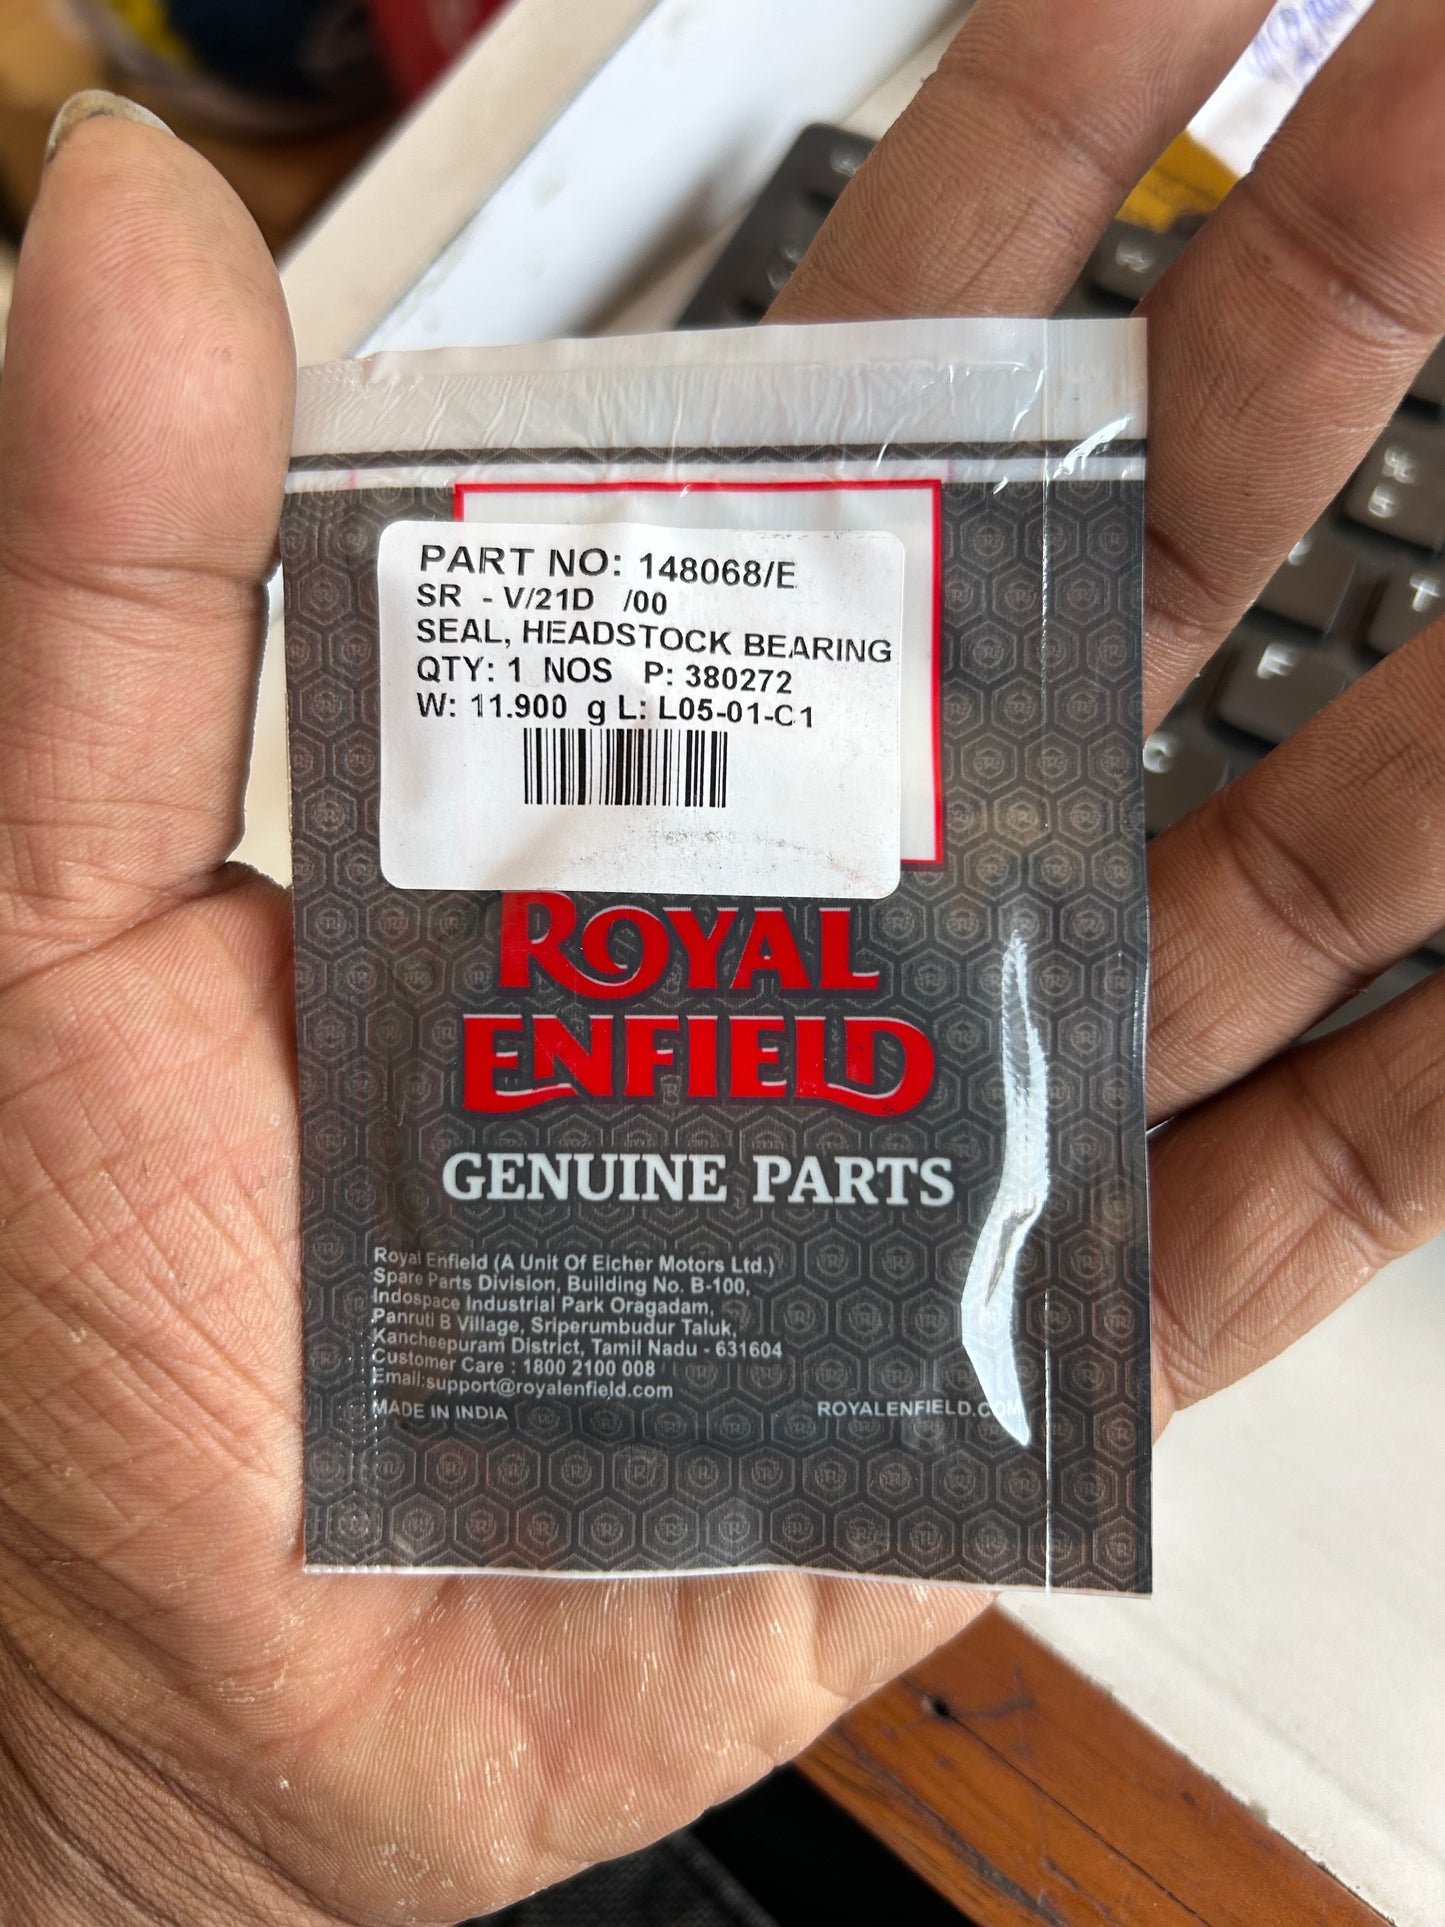 PART NO: 148068/E
SR - V/21D /00
SEAL, HEADSTOCK BEARING
QTY: 1 NOS P: 380272
W: 11.900 g L: L05-01-C1
ROYAL
ENFIELD
GENUINE PARTS
Royal Enfield (A Unit Of Eicher Motors Ltd.)
Spare Parts Division, Building No. B-100,
Indospace Industrial Park Oragadam,
Panruti B Village, Sriperumbudur Taluk,
Kancheepuram District, Tamil Nadu - 631604
Customer Care : 1800 2100 008
Email:support@royalenfield.com
MADE IN INDIA
ROYALENFIELD.COM